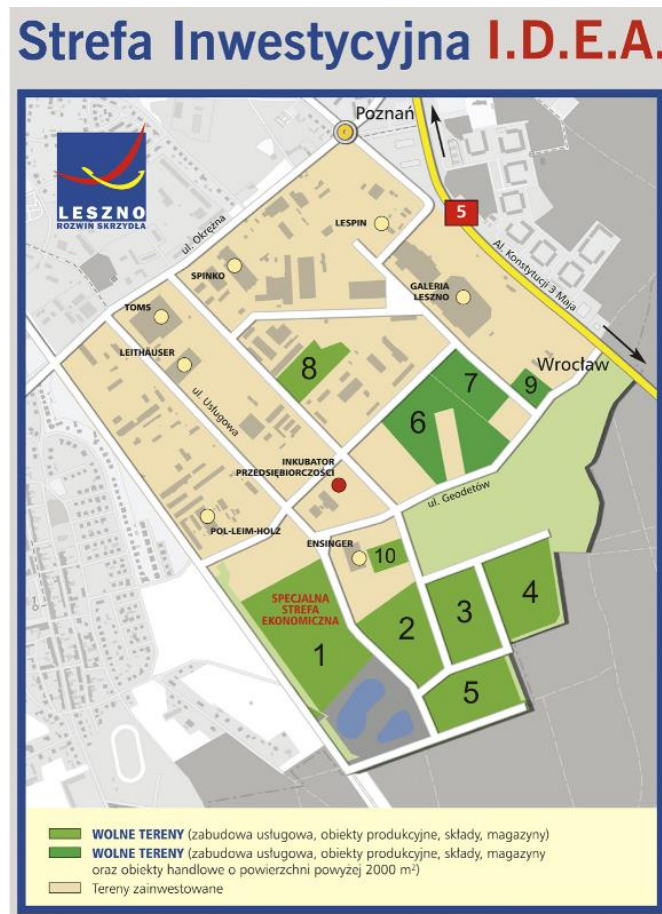 Strefa Inwestycyjna I.D.E.A.
Poznań
LESZNO
ROZWIŃ SKRZYDŁA
ul. Okrężna
LESPIN
5
Al. Konstytucji 3 Maja
SPINKO
GALERIA
LESZNO
TOMS
LEITHÄUSER
Wrocław
8
7
9
ul. Usługowa
6
INKUBATOR
PRZEDSIĘBIORCZOŚCI
ul. Geodetów
POL-LEIM-HOLZ
ENSINGER
10
SPECJALNA
STREFA
EKONOMICZNA
1
2
3
4
5
WOLNE TERENY (zabudowa usługowa, obiekty produkcyjne, składy, magazyny)
WOLNE TERENY (zabudowa usługowa, obiekty produkcyjne, składy, magazyny
oraz obiekty handlowe o powierzchni powyżej 2000 m²)
Tereny zainwestowane